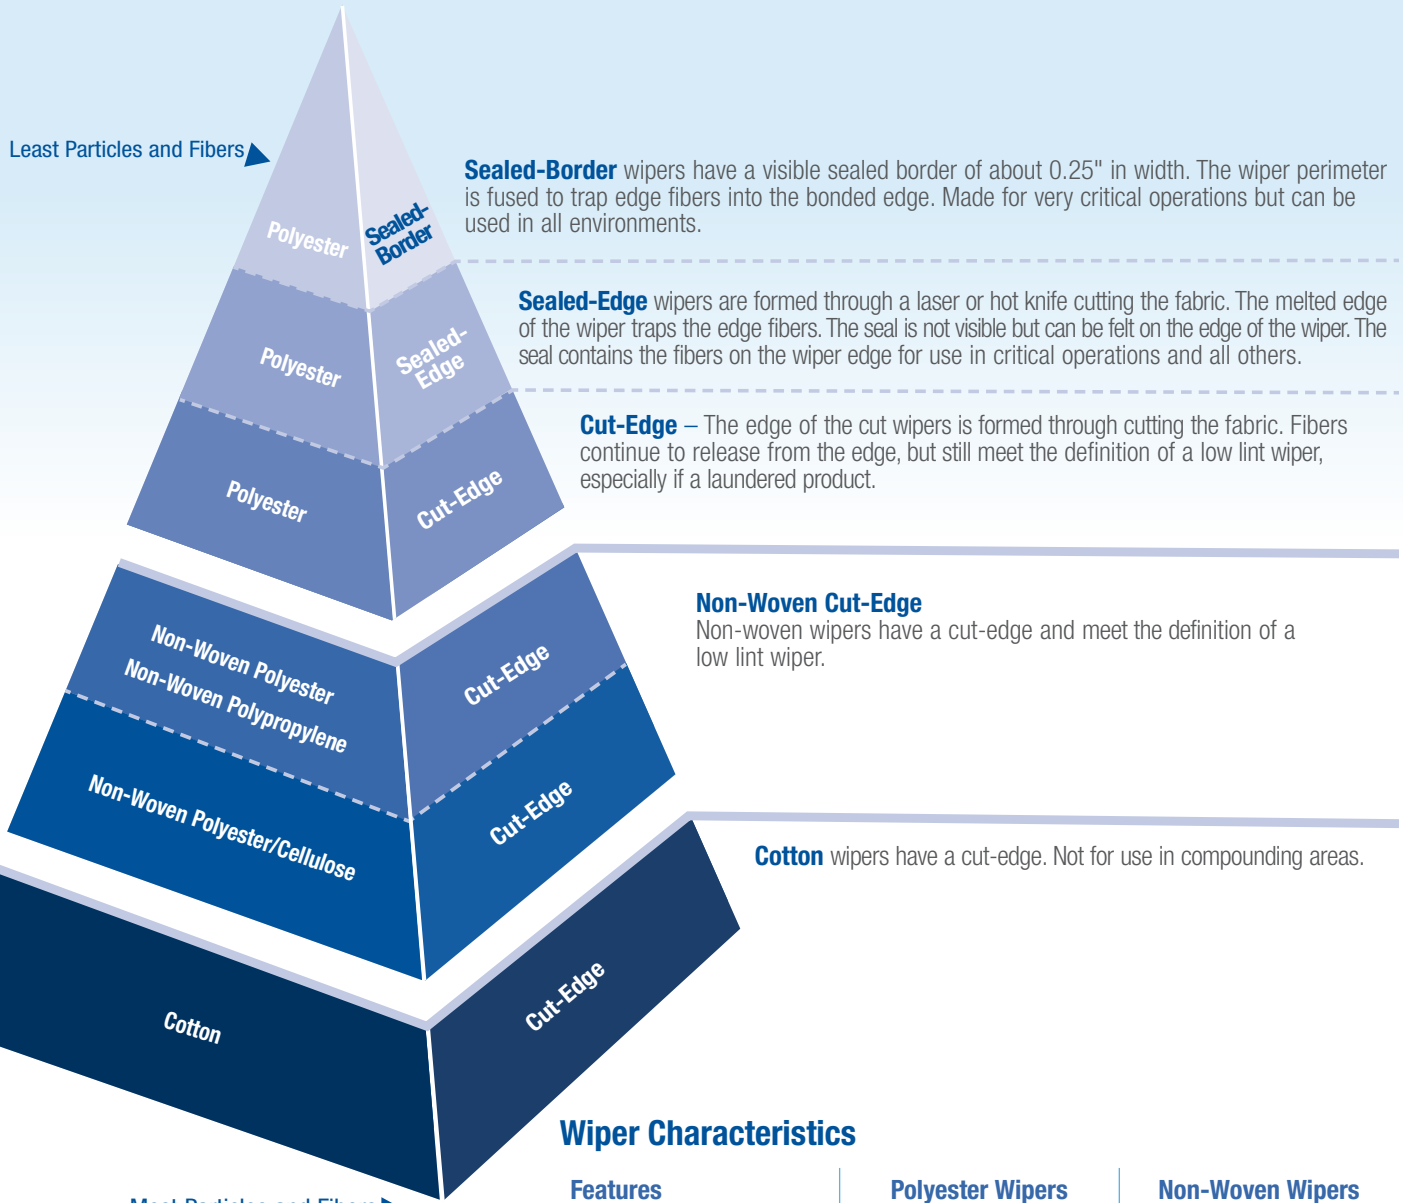 Least Particles and Fibers
Polyester
Sealed-
Border
Sealed-Border wipers have a visible sealed border of about 0.25" in width. The wiper perimeter
is fused to trap edge fibers into the bonded edge. Made for very critical operations but can be
used in all environments.
Polyester
Sealed-
Edge
Sealed-Edge wipers are formed through a laser or hot knife cutting the fabric. The melted edge
of the wiper traps the edge fibers. The seal is not visible but can be felt on the edge of the wiper. The
seal contains the fibers on the wiper edge for use in critical operations and all others.
Polyester
Cut-Edge
Cut-Edge – The edge of the cut wipers is formed through cutting the fabric. Fibers
continue to release from the edge, but still meet the definition of a low lint wiper,
especially if a laundered product.
Non-Woven Polyester
Non-Woven Polypropylene
Cut-Edge
Non-Woven Cut-Edge
Non-woven wipers have a cut-edge and meet the definition of a
low lint wiper.
Non-Woven Polyester/Cellulose
Cut-Edge
Cotton
Cut-Edge
Cotton wipers have a cut-edge. Not for use in compounding areas.
Most Particles and Fibers
Wiper Characteristics
Features
Polyester Wipers
Non-Woven Wipers